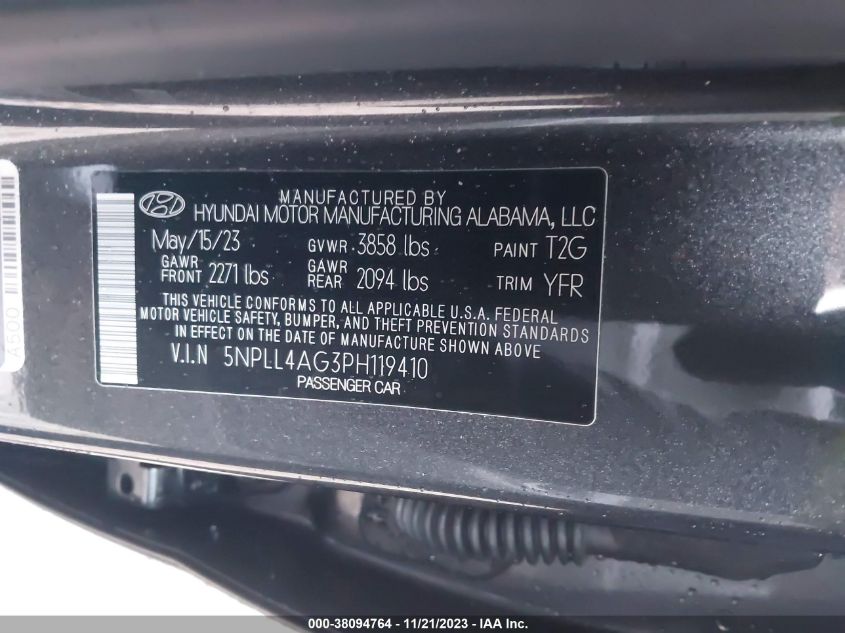 MANUFACTURED BY
HYUNDAI MOTOR MANUFACTURING ALABAMA, LLC
May/15/23 GVWR 3858 lbs PAINT T2G
GAWR FRONT 2271 lbs GAWR REAR 2094 lbs TRIM YFR
THIS VEHICLE CONFORMS TO ALL APPLICABLE U.S.A. FEDERAL
MOTOR VEHICLE SAFETY, BUMPER, AND THEFT PREVENTION STANDARDS
IN EFFECT ON THE DATE OF MANUFACTURE SHOWN ABOVE
V.I.N 5NPLL4AG3PH119410
PASSENGER CAR
A500
000-38094764 - 11/21/2023 - © Copyright 2023, IAA, Inc.